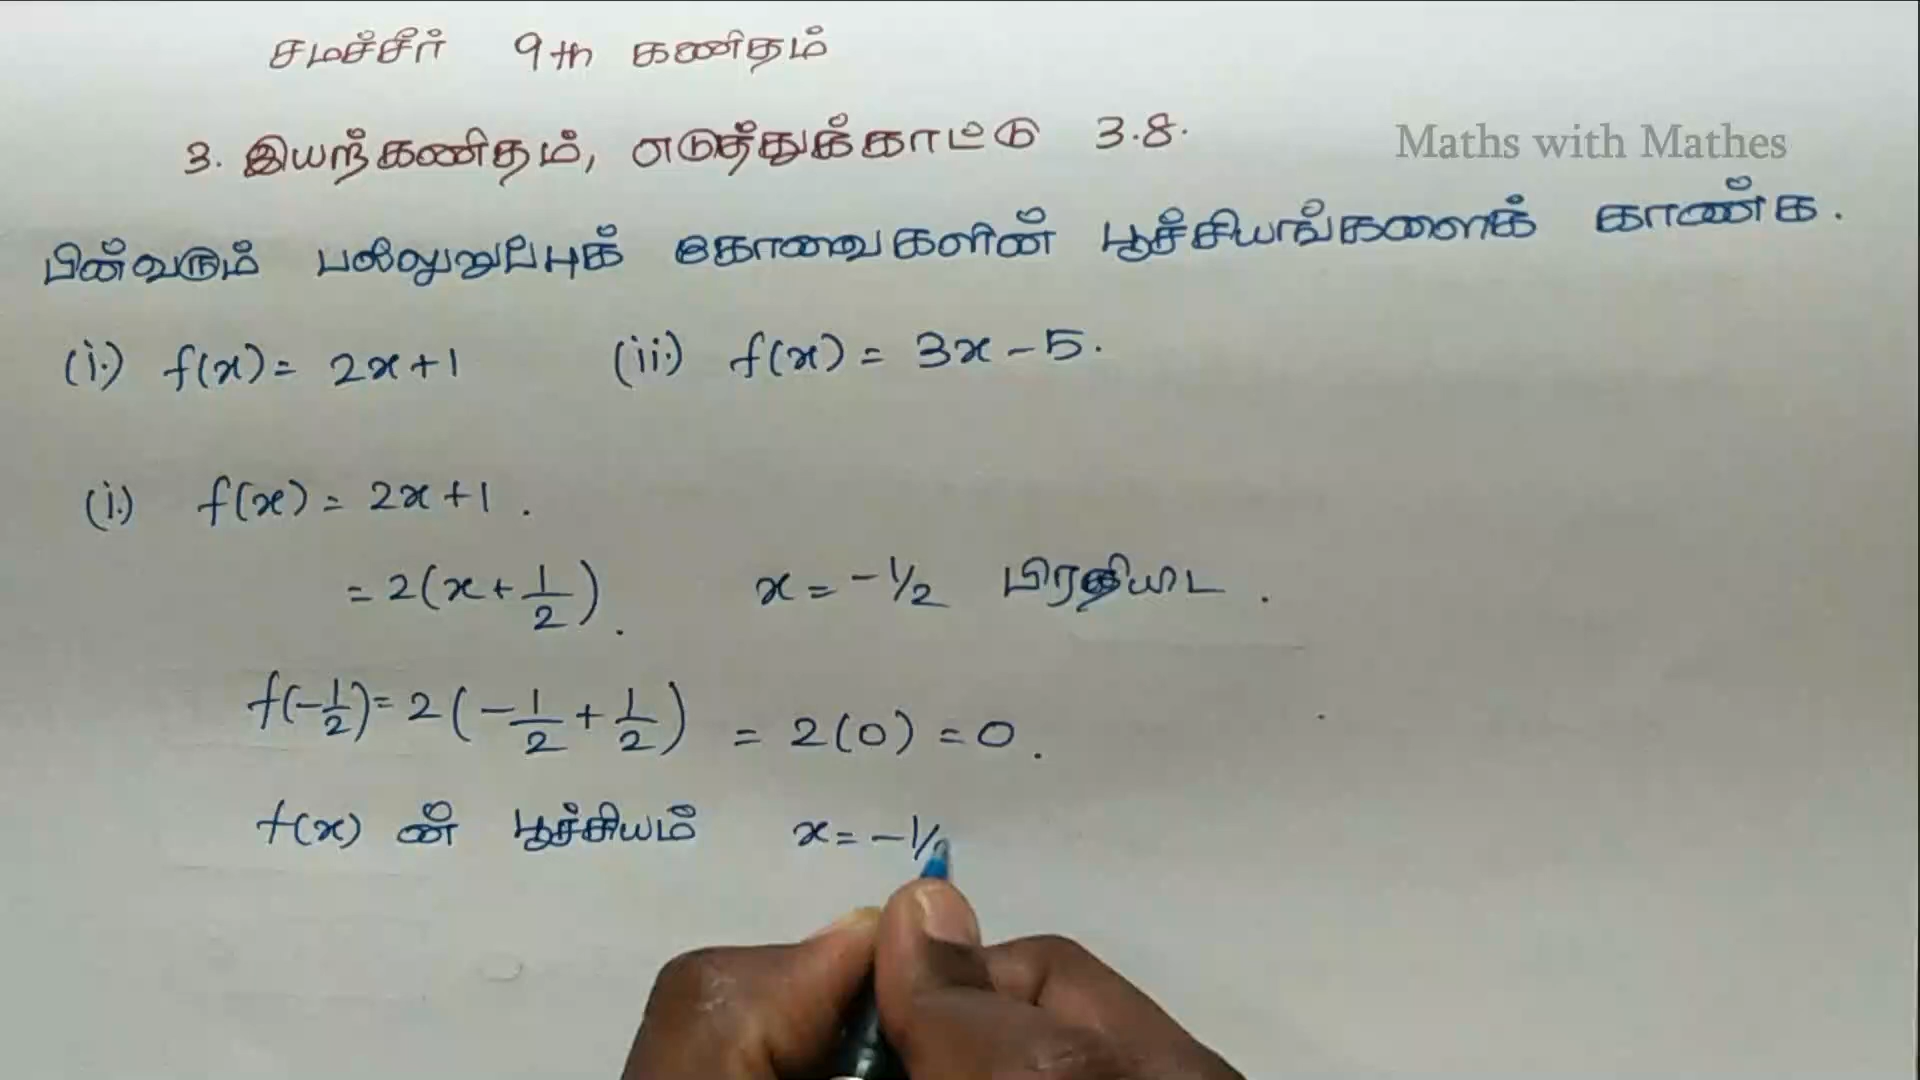 சமச்சீர் 9th கணிதம்
3. இயற்கணிதம், எடுத்துக்காட்டு 3.8.
Maths with Mathes
பின்வரும் பல்லுறுப்புக் கோவைகளின் பூச்சியங்களைக் காண்க.
(i.) f(x) = 2x+1 (ii.) f(x) = 3x-5.
(i.) f(x) = 2x+1.
= 2(x+1/2). x = -1/2 பிரதியிட.
f(-1/2) = 2(-1/2 + 1/2) = 2(0) = 0.
f(x) ன் பூச்சியம் x = -1/2